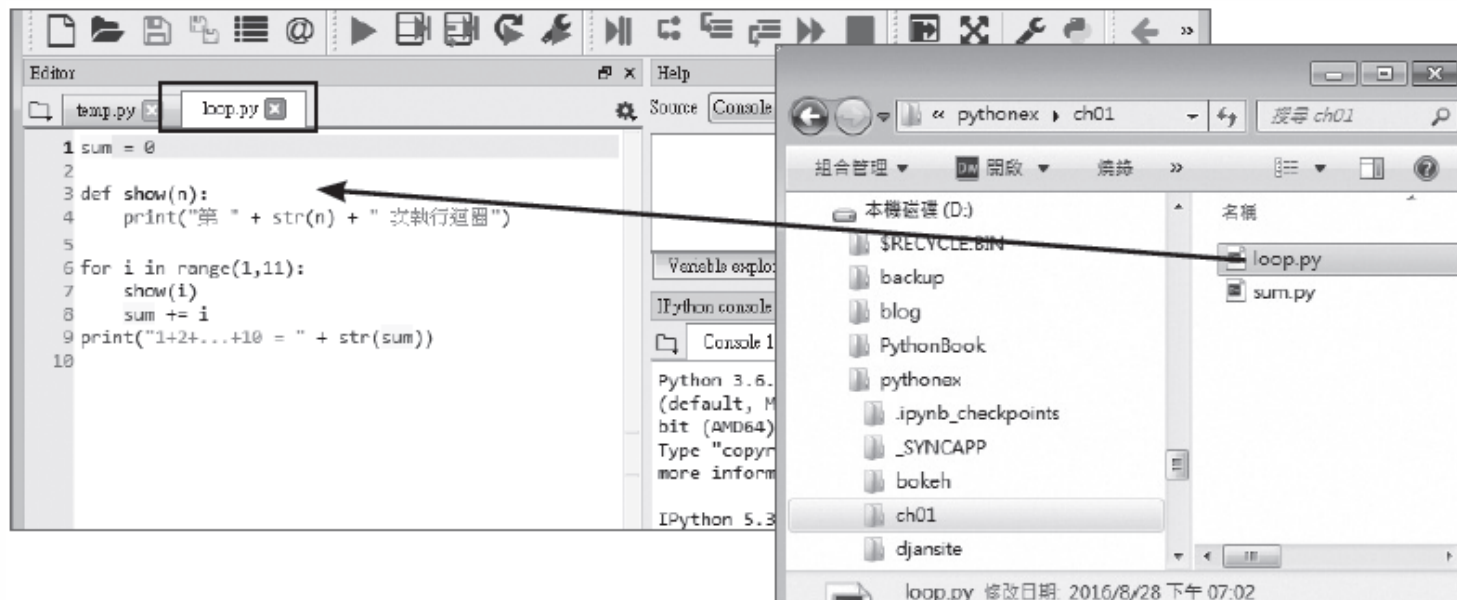 Editor
temp.py
loop.py
1 sum = 0
2
3 def show(n):
4 print("第 " + str(n) + " 次執行迴圈")
5
6 for i in range(1,11):
7 show(i)
8 sum += i
9 print("1+2+...+10 = " + str(sum))
10
Help
Source Console
Variable explo
IPython console
Console 1
Python 3.6.
(default, M
bit (AMD64)
Type "copyr
more inform
IPython 5.3
« pythonex ch01
搜尋 ch01
組合管理 DW 開啟 燒錄 »
本機磁碟 (D:)
$RECYCLE.BIN
backup
blog
PythonBook
pythonex
.ipynb_checkpoints
_SYNCAPP
bokeh
ch01
djansite
名稱
loop.py
sum.py
loop.py 修改日期: 2016/8/28 下午 07:02